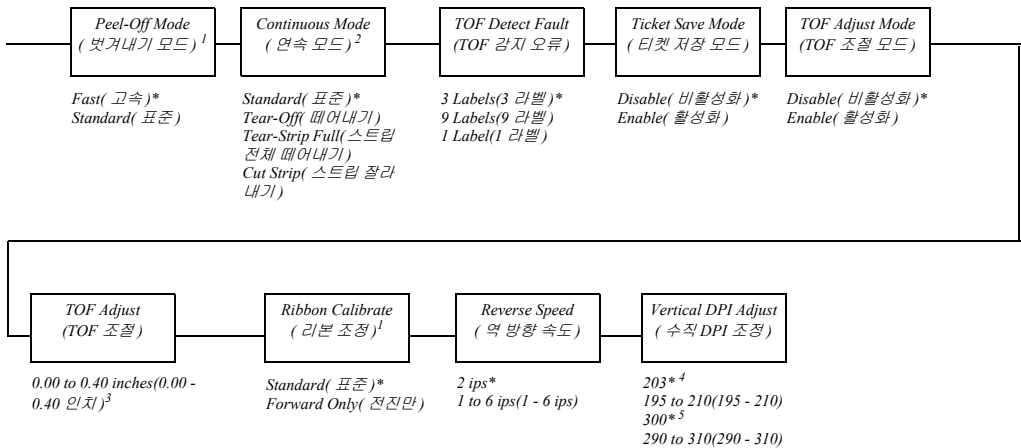 Peel-Off Mode
( 벗겨내기 모드 ) 1
Fast( 고속 )*
Standard( 표준 )
Continuous Mode
( 연속 모드 ) 2
Standard( 표준 )*
Tear-Off( 떼어내기 )
Tear-Strip Full( 스트립
전체 떼어내기 )
Cut Strip( 스트립 잘라
내기 )
TOF Detect Fault
(TOF 감지 오류 )
3 Labels(3 라벨 )*
9 Labels(9 라벨 )
1 Label(1 라벨 )
Ticket Save Mode
( 티켓 저장 모드 )
Disable( 비활성화 )*
Enable( 활성화 )
TOF Adjust Mode
(TOF 조절 모드 )
Disable( 비활성화 )*
Enable( 활성화 )
TOF Adjust
(TOF 조절 )
0.00 to 0.40 inches(0.00 -
0.40 인치 )3
Ribbon Calibrate
( 리본 조정 )1
Standard( 표준 )*
Forward Only( 전진만 )
Reverse Speed
( 역 방향 속도 )
2 ips*
1 to 6 ips(1 - 6 ips)
Vertical DPI Adjust
( 수직 DPI 조정 )
203* 4
195 to 210(195 - 210)
300* 5
290 to 310(290 - 310)